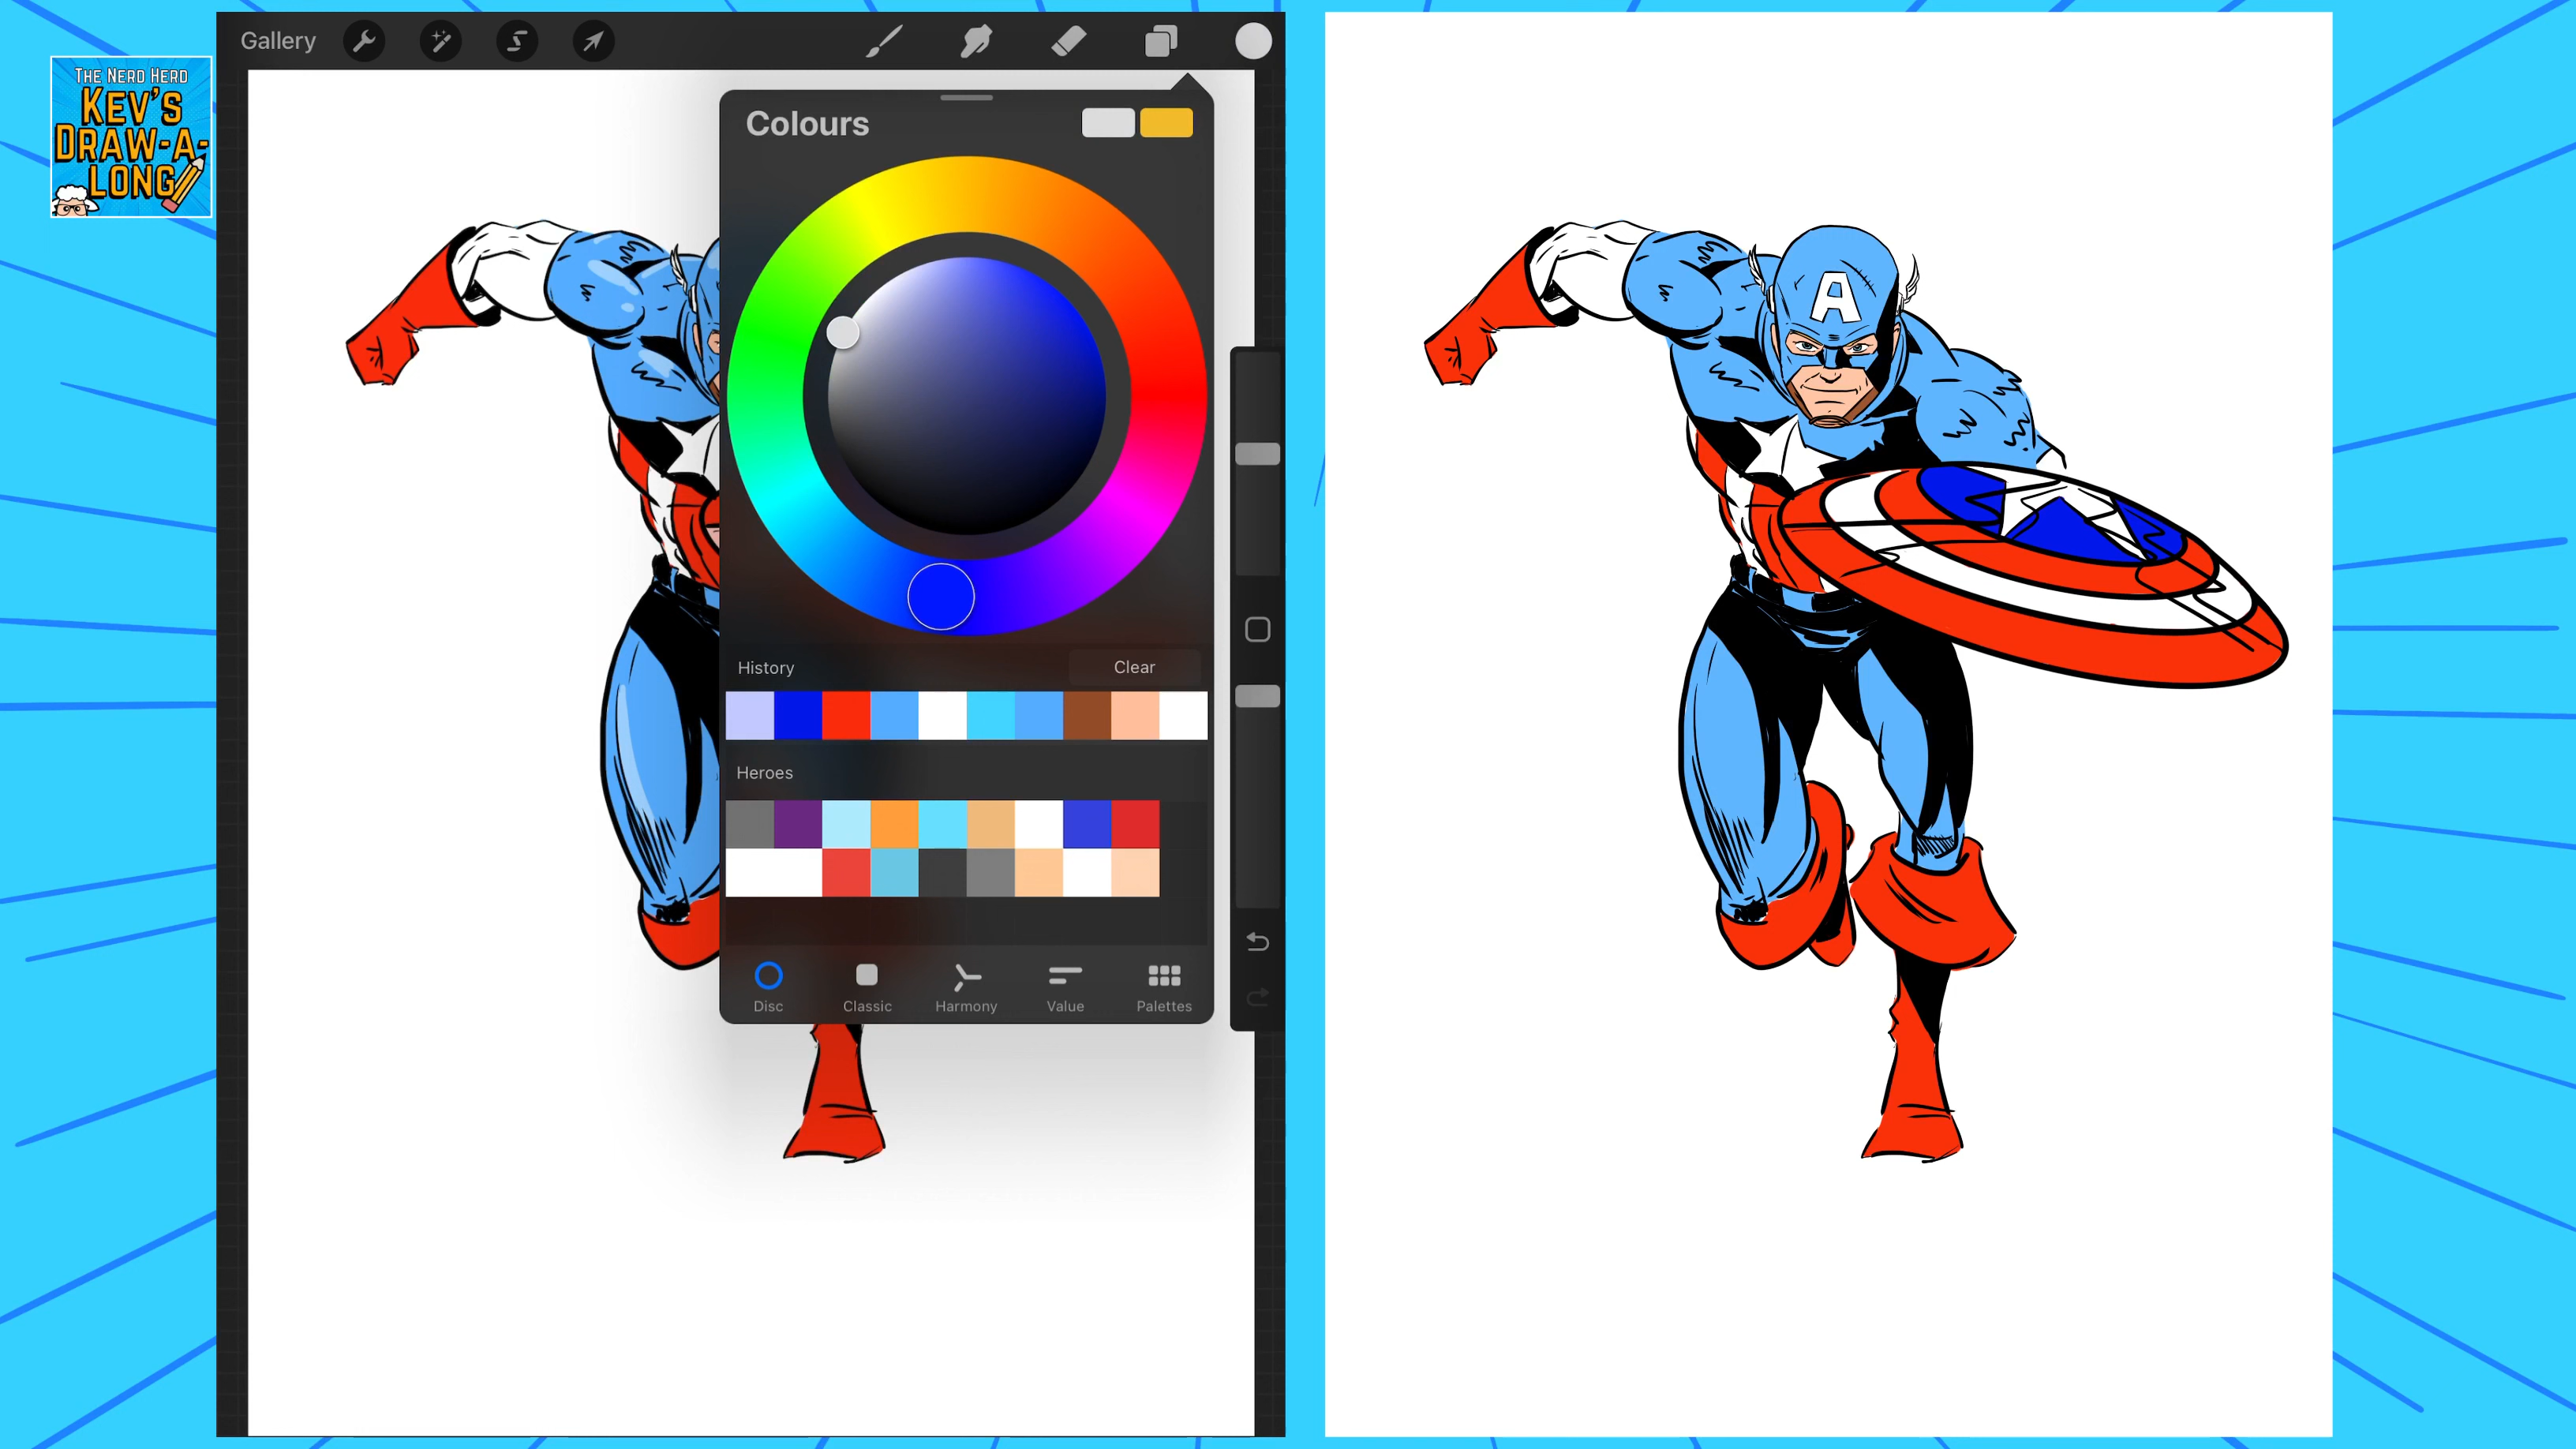 THE NERD HERD
KEV'S
DRAW-A-
LONG
Gallery
Colours
History
Clear
Heroes
Disc
Classic
Harmony
Value
Palettes
A